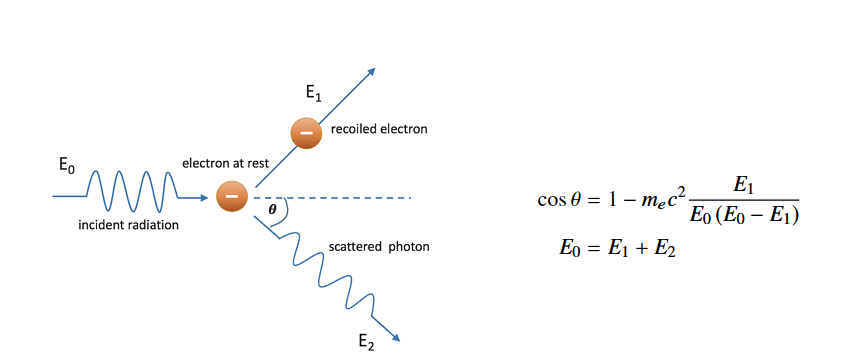 E₁
recoiled electron
E₀
electron at rest
θ
incident radiation
scattered photon
E₂
cos θ = 1 − mₑc² E₁ / E₀ (E₀ − E₁)
E₀ = E₁ + E₂